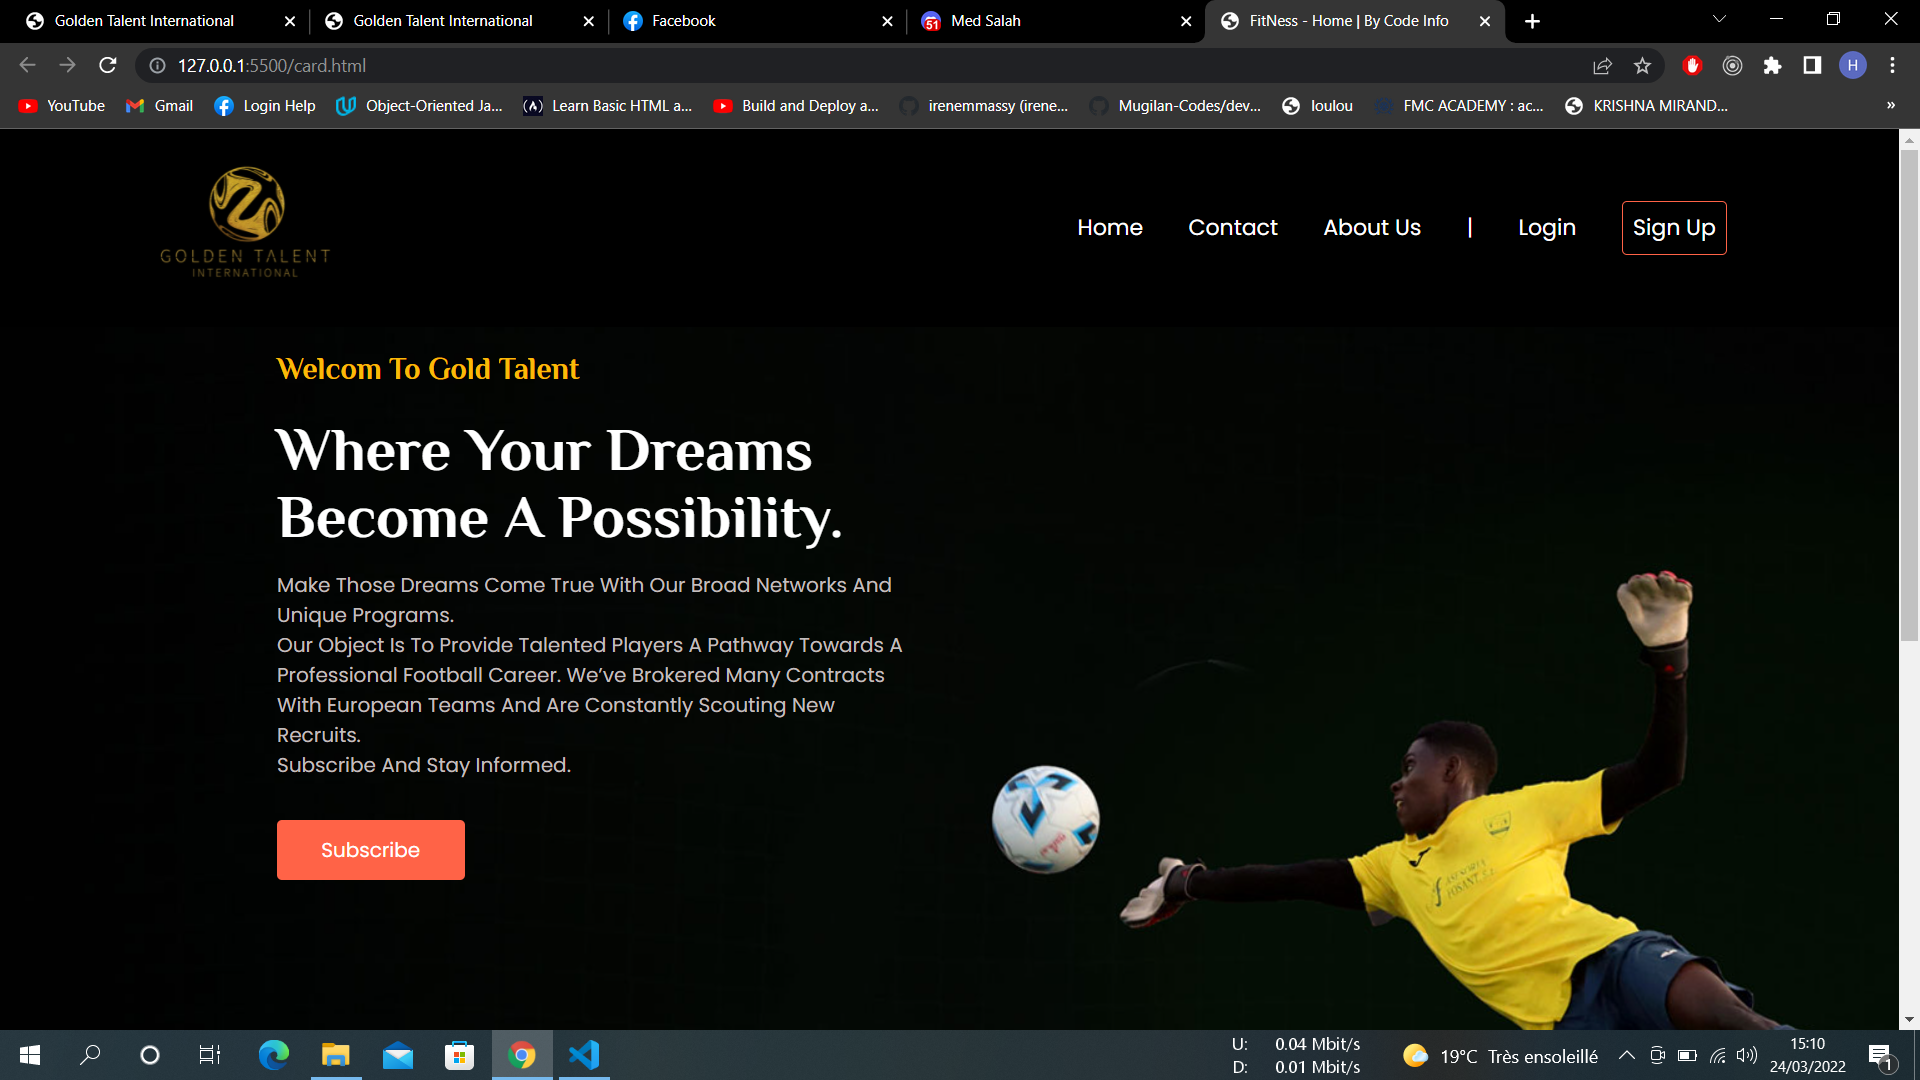 Golden Talent International
Golden Talent International
Facebook
51
Med Salah
FitNess - Home | By Code Info
127.0.0.1:5500/card.html
H
YouTube
Gmail
Login Help
Object-Oriented Ja...
Learn Basic HTML a...
Build and Deploy a...
irenemmassy (irene...
Mugilan-Codes/dev...
loulou
FMC ACADEMY : ac...
KRISHNA MIRAND...
»
GOLDEN TALENT
INTERNATIONAL
Home
Contact
About Us
|
Login
Sign Up
Welcom To Gold Talent
Where Your Dreams
Become A Possibility.
Make Those Dreams Come True With Our Broad Networks And
Unique Programs.
Our Object Is To Provide Talented Players A Pathway Towards A
Professional Football Career. We’ve Brokered Many Contracts
With European Teams And Are Constantly Scouting New
Recruits.
Subscribe And Stay Informed.
Subscribe
ASESORIA
FOSANT, S.L.
U: 0.04 Mbit/s
D: 0.01 Mbit/s
19°C Très ensoleillé
15:10
24/03/2022
1